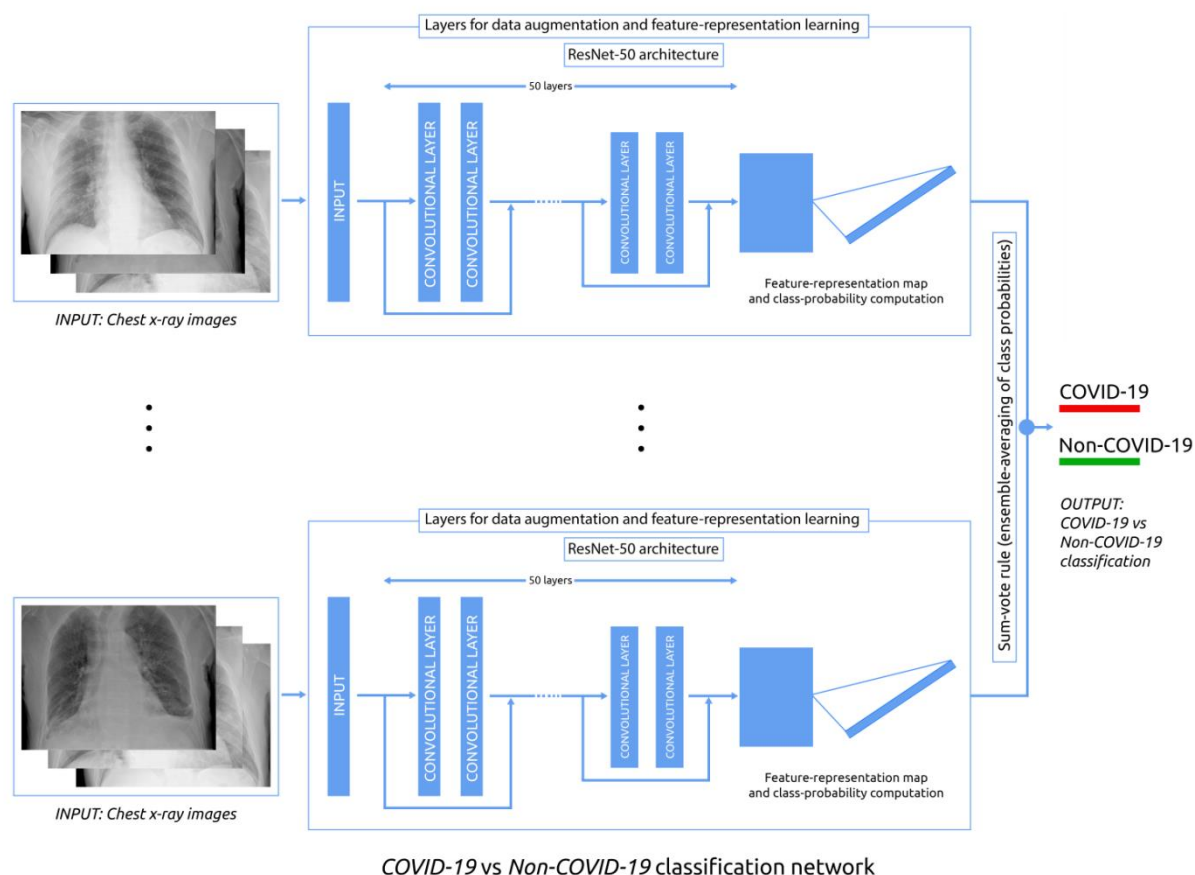 Layers for data augmentation and feature-representation learning
ResNet-50 architecture
50 layers
INPUT
CONVOLUTIONAL LAYER
CONVOLUTIONAL LAYER
CONVOLUTIONAL LAYER
CONVOLUTIONAL LAYER
Feature-representation map
and class-probability computation
INPUT: Chest x-ray images
Sum-vote rule (ensemble-averaging of class probabilities)
COVID-19
Non-COVID-19
OUTPUT:
COVID-19 vs
Non-COVID-19
classification
Layers for data augmentation and feature-representation learning
ResNet-50 architecture
50 layers
INPUT
CONVOLUTIONAL LAYER
CONVOLUTIONAL LAYER
CONVOLUTIONAL LAYER
CONVOLUTIONAL LAYER
Feature-representation map
and class-probability computation
INPUT: Chest x-ray images
COVID-19 vs Non-COVID-19 classification network